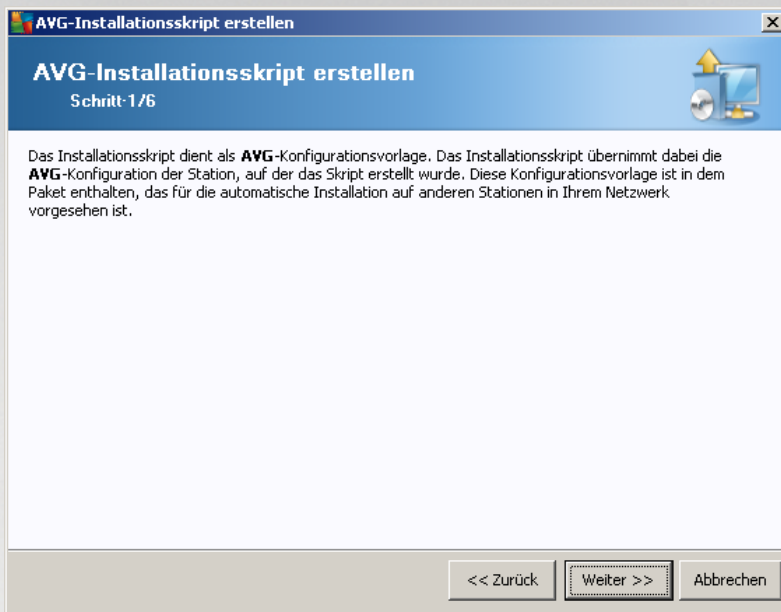 AVG-Installationsskript erstellen
AVG-Installationsskript erstellen
Schritt-1/6
Das Installationsskript dient als AVG-Konfigurationsvorlage. Das Installationsskript übernimmt dabei die
AVG-Konfiguration der Station, auf der das Skript erstellt wurde. Diese Konfigurationsvorlage ist in dem
Paket enthalten, das für die automatische Installation auf anderen Stationen in Ihrem Netzwerk
vorgesehen ist.
<< Zurück
Weiter >>
Abbrechen